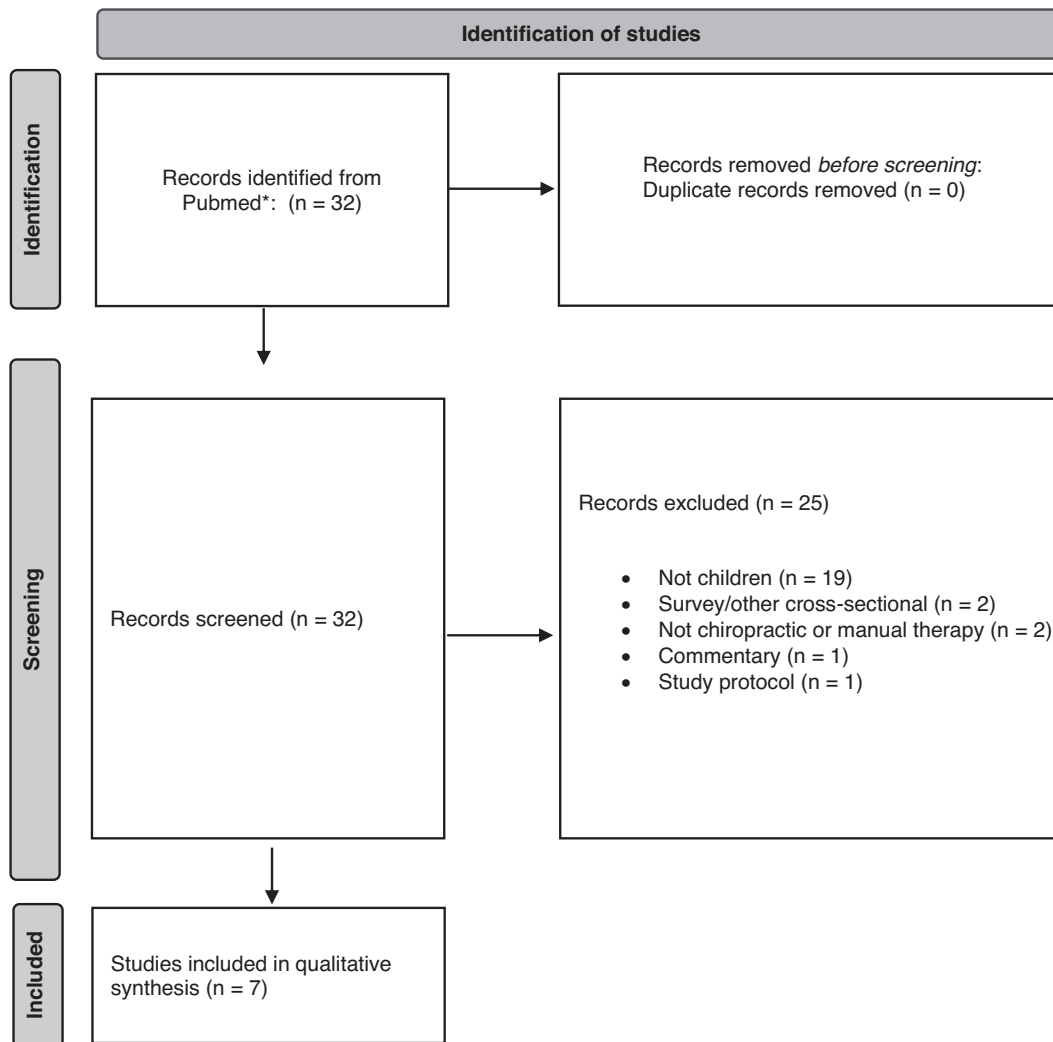 Identification of studies
Identification
Records identified from
Pubmed*: (n = 32)
Records removed before screening:
Duplicate records removed (n = 0)
Screening
Records screened (n = 32)
Records excluded (n = 25)
• Not children (n = 19)
• Survey/other cross-sectional (n = 2)
• Not chiropractic or manual therapy (n = 2)
• Commentary (n = 1)
• Study protocol (n = 1)
Included
Studies included in qualitative
synthesis (n = 7)